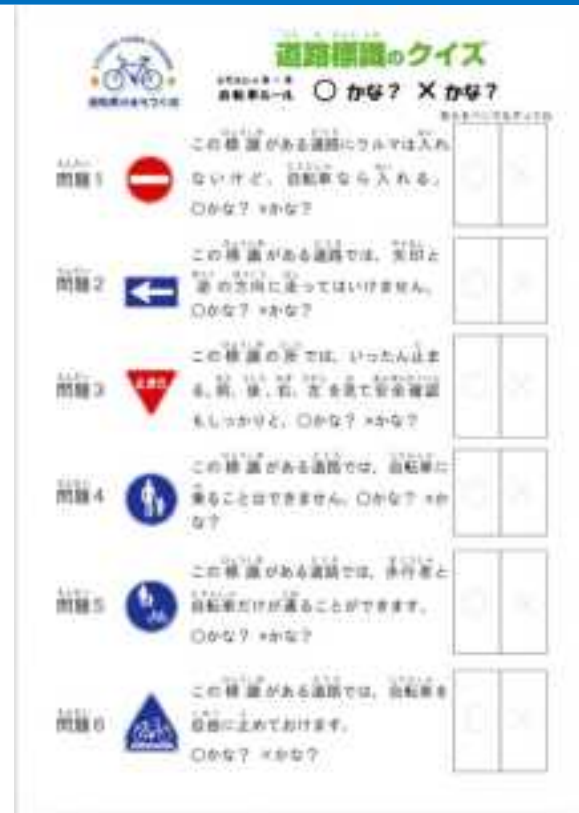 道路標識のクイズ
自転車ルール ○ かな? × かな?
問題1
この標識がある道路にクルマは入れ
ないけど、自転車なら入れる。
○かな? ×かな?
問題2
この標識がある道路では、矢印と
逆の方向に走ってはいけません。
○かな? ×かな?
問題3
止まれ
この標識の所では、いったん止ま
る。前、後、右、左を見て安全確認
もしっかりと。○かな? ×かな?
問題4
この標識がある道路では、自転車に
乗ることはできません。○かな? ×か
な?
問題5
この標識がある道路では、歩行者と
自転車だけが通ることができます。
○かな? ×かな?
問題6
この標識がある道路では、自転車を
自由に止めておけます。
○かな? ×かな?